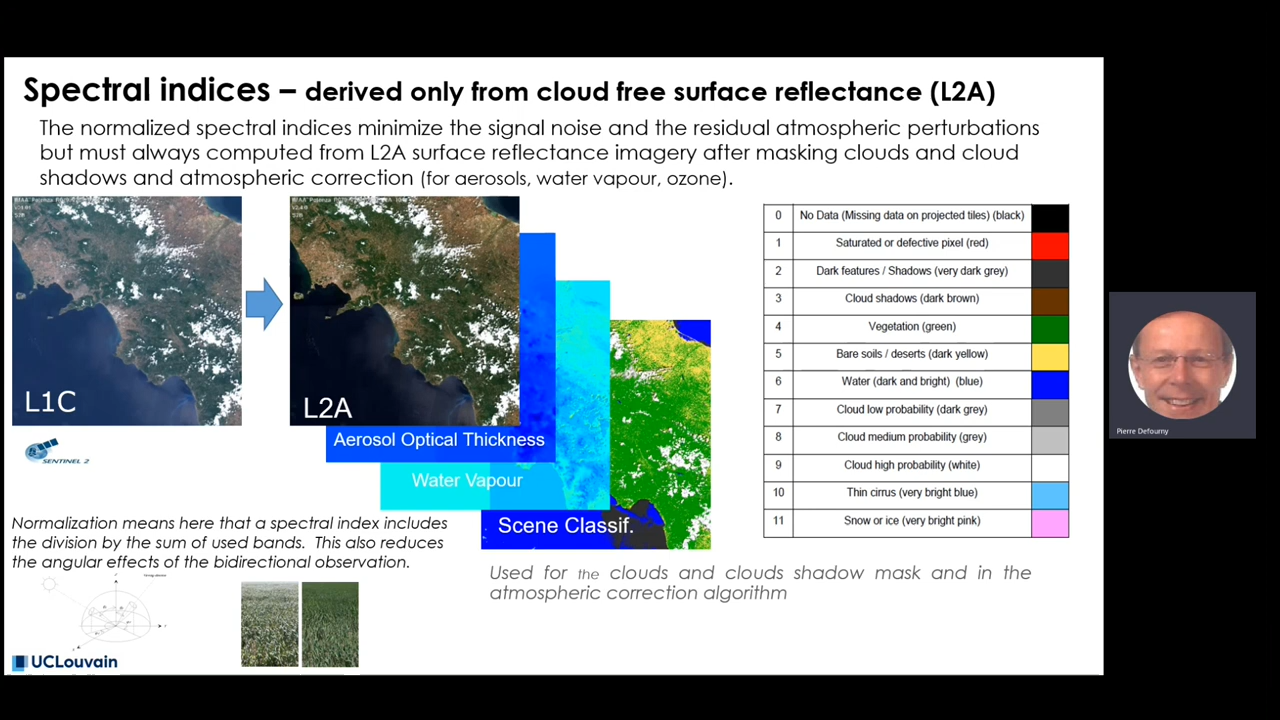 Spectral indices – derived only from cloud free surface reflectance (L2A)
The normalized spectral indices minimize the signal noise and the residual atmospheric perturbations
but must always computed from L2A surface reflectance imagery after masking clouds and cloud
shadows and atmospheric correction (for aerosols, water vapour, ozone).
L1C
L2A
Aerosol Optical Thickness
Water Vapour
Scene Classif.
SENTINEL 2
0 No Data (Missing data on projected tiles) (black)
1 Saturated or defective pixel (red)
2 Dark features / Shadows (very dark grey)
3 Cloud shadows (dark brown)
4 Vegetation (green)
5 Bare soils / deserts (dark yellow)
6 Water (dark and bright) (blue)
7 Cloud low probability (dark grey)
8 Cloud medium probability (grey)
9 Cloud high probability (white)
10 Thin cirrus (very bright blue)
11 Snow or ice (very bright pink)
Normalization means here that a spectral index includes
the division by the sum of used bands. This also reduces
the angular effects of the bidirectional observation.
Used for the clouds and clouds shadow mask and in the
atmospheric correction algorithm
UCLouvain
Pierre Defourny